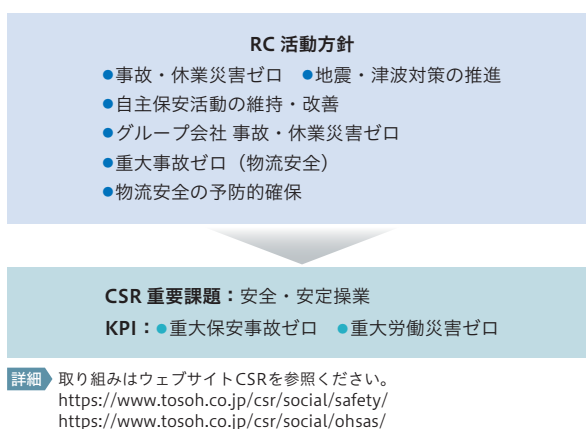 RC 活動方針
●事故・休業災害ゼロ ●地震・津波対策の推進
●自主保安活動の維持・改善
●グループ会社 事故・休業災害ゼロ
●重大事故ゼロ（物流安全）
●物流安全の予防的確保
CSR 重要課題：安全・安定操業
KPI：●重大保安事故ゼロ ●重大労働災害ゼロ
詳細 取り組みはウェブサイトCSRを参照ください。
https://www.tosoh.co.jp/csr/social/safety/
https://www.tosoh.co.jp/csr/social/ohsas/